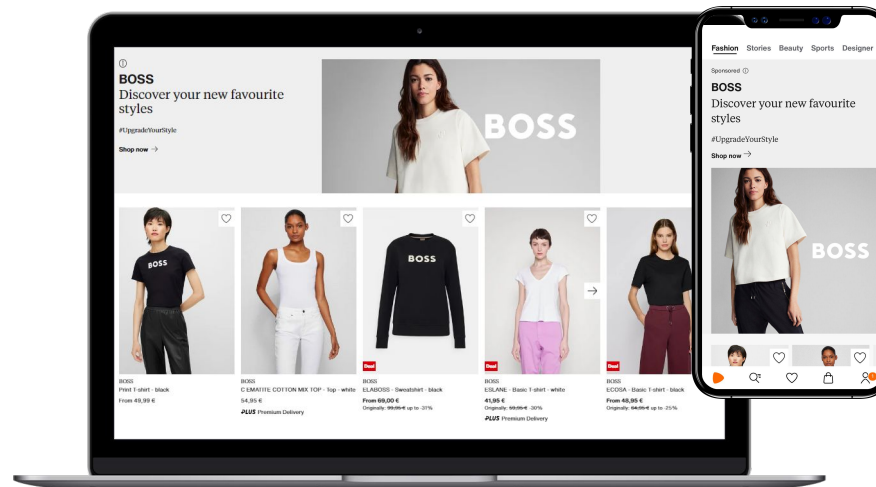 BOSS
Discover your new favourite
styles
#UpgradeYourStyle
Shop now →
BOSS
BOSS
BOSS
Deal
Deal
Deal
BOSS
Print T-shirt - black
From 49,99 €
BOSS
C EMATITE COTTON MIX TOP - Top - white
54,95 €
PLUS Premium Delivery
BOSS
ELABOSS - Sweatshirt - black
From 69,00 €
Originally: 99,95 € up to -31%
BOSS
ESLANE - Basic T-shirt - white
41,95 €
Originally: 59,95 € -30%
PLUS Premium Delivery
BOSS
ECOSA - Basic T-shirt - black
From 48,95 €
Originally: 64,95 € up to -25%
Fashion Stories Beauty Sports Designer
Sponsored
BOSS
Discover your new favourite
styles
#UpgradeYourStyle
Shop now →
BOSS